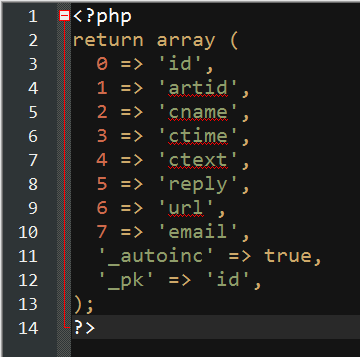 1 <?php
2 return array (
3   0 => 'id',
4   1 => 'artid',
5   2 => 'cname',
6   3 => 'ctime',
7   4 => 'ctext',
8   5 => 'reply',
9   6 => 'url',
10   7 => 'email',
11   '_autoinc' => true,
12   '_pk' => 'id',
13 );
14 ?>